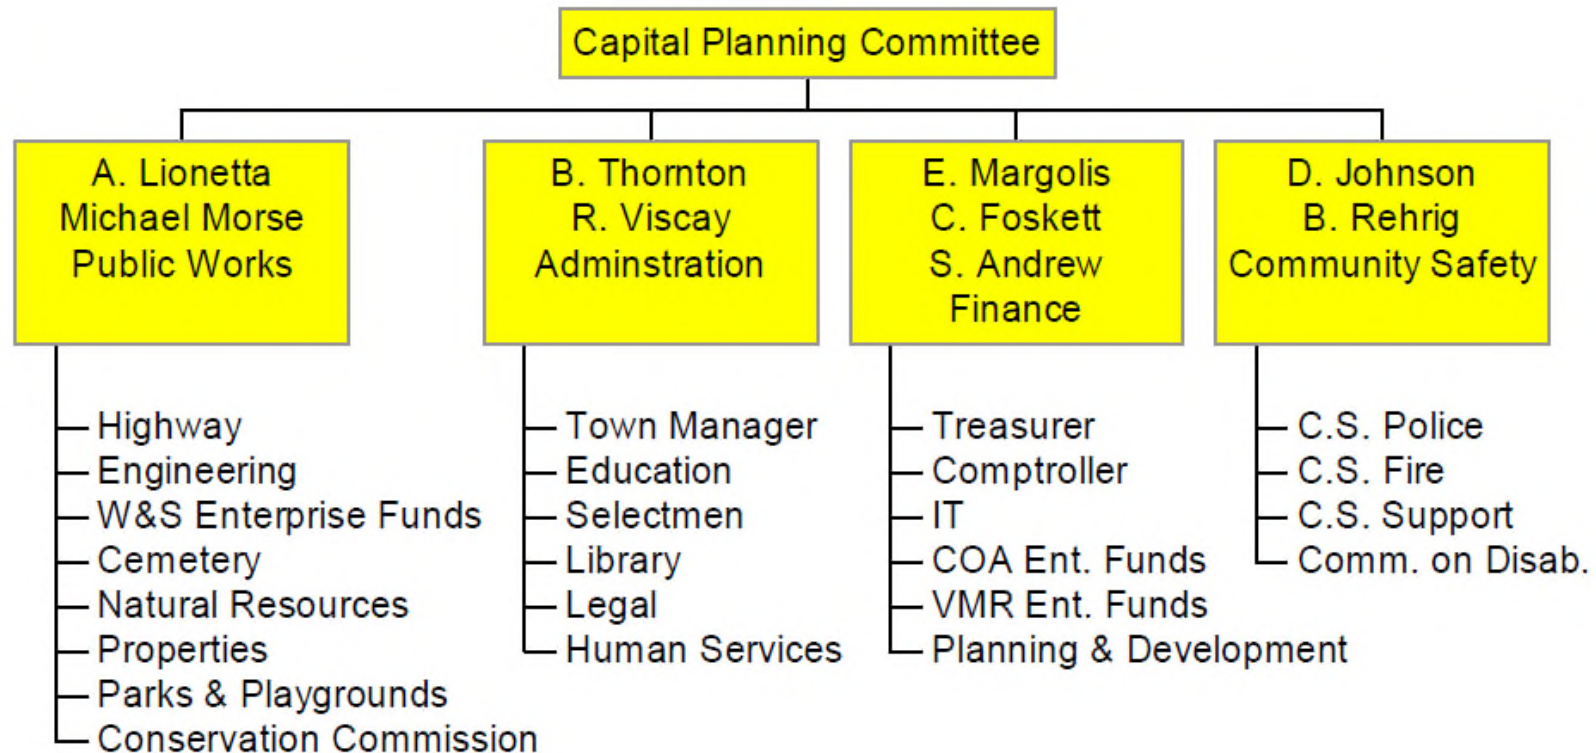 Capital Planning Committee
A. Lionetta
Michael Morse
Public Works
B. Thornton
R. Viscay
Adminstration
E. Margolis
C. Foskett
S. Andrew
Finance
D. Johnson
B. Rehrig
Community Safety
Highway
Engineering
W&S Enterprise Funds
Cemetery
Natural Resources
Properties
Parks & Playgrounds
Conservation Commission
Town Manager
Education
Selectmen
Library
Legal
Human Services
Treasurer
Comptroller
IT
COA Ent. Funds
VMR Ent. Funds
Planning & Development
C.S. Police
C.S. Fire
C.S. Support
Comm. on Disab.